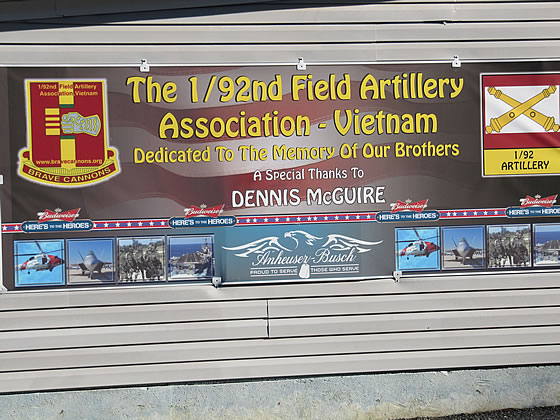 1/92nd Field Artillery
Association Vietnam
www.bravecannons.org
BRAVE CANNONS
The 1/92nd Field Artillery
Association - Vietnam
Dedicated To The Memory Of Our Brothers
A Special Thanks To
DENNIS McGUIRE
1/92
ARTILLERY
Budweiser
HERE'S TO THE HEROES
Budweiser
HERE'S TO THE HEROES
Budweiser
HERE'S TO THE HEROES
Budweiser
HERE'S TO THE HEROES
Anheuser-Busch
PROUD TO SERVE THOSE WHO SERVE